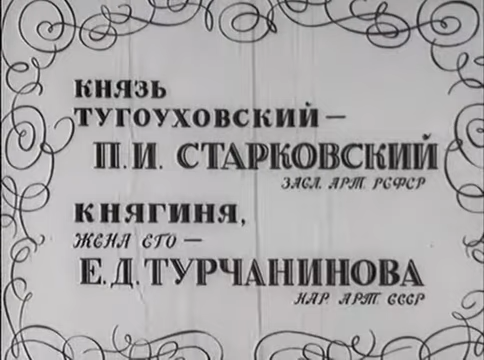 КНЯЗЬ
ТУГОУХОВСКИЙ —
П. И. СТАРКОВСКИЙ
ЗАСЛ. АРТ. РСФСР
КНЯГИНЯ,
ЖЕНА ЕГО —
Е. Д. ТУРЧАНИНОВА
НАР. АРТ. СССР